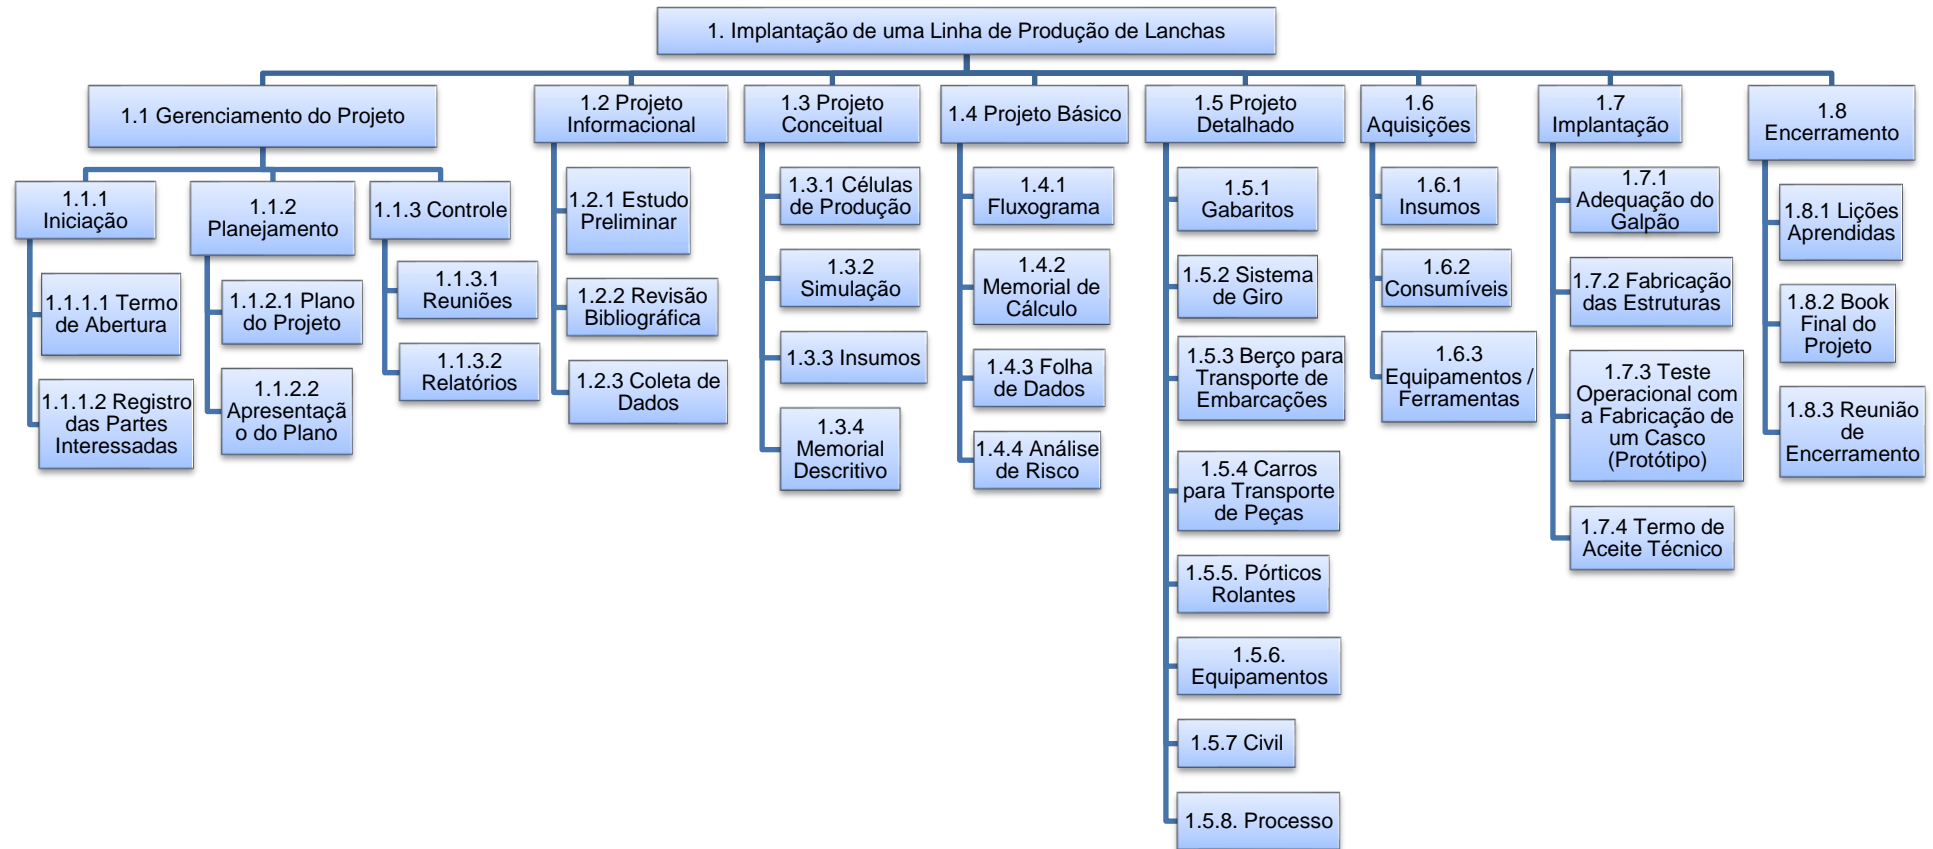 1. Implantação de uma Linha de Produção de Lanchas
1.1 Gerenciamento do Projeto
1.1.1
Iniciação
1.1.1.1 Termo
de Abertura
1.1.1.2 Registro
das Partes
Interessadas
1.1.2
Planejamento
1.1.2.1 Plano
do Projeto
1.1.2.2
Apresentaçã
o do Plano
1.1.3 Controle
1.1.3.1
Reuniões
1.1.3.2
Relatórios
1.2 Projeto
Informacional
1.2.1 Estudo
Preliminar
1.2.2 Revisão
Bibliográfica
1.2.3 Coleta de
Dados
1.3 Projeto
Conceitual
1.3.1 Células
de Produção
1.3.2
Simulação
1.3.3 Insumos
1.3.4
Memorial
Descritivo
1.4 Projeto Básico
1.4.1
Fluxograma
1.4.2
Memorial de
Cálculo
1.4.3 Folha
de Dados
1.4.4 Análise
de Risco
1.5 Projeto
Detalhado
1.5.1
Gabaritos
1.5.2 Sistema
de Giro
1.5.3 Berço para
Transporte de
Embarcações
1.5.4 Carros
para Transporte
de Peças
1.5.5. Pórticos
Rolantes
1.5.6.
Equipamentos
1.5.7 Civil
1.5.8. Processo
1.6
Aquisições
1.6.1
Insumos
1.6.2
Consumíveis
1.6.3
Equipamentos /
Ferramentas
1.7
Implantação
1.7.1
Adequação do
Galpão
1.7.2 Fabricação
das Estruturas
1.7.3 Teste
Operacional com
a Fabricação de
um Casco
(Protótipo)
1.7.4 Termo de
Aceite Técnico
1.8
Encerramento
1.8.1 Lições
Aprendidas
1.8.2 Book
Final do
Projeto
1.8.3 Reunião
de
Encerramento